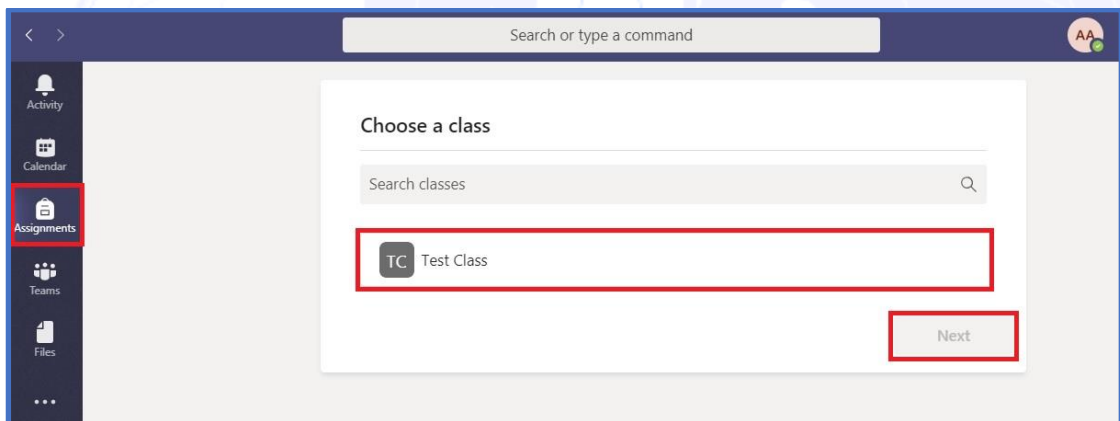 Search or type a command
AA
Activity
Calendar
Assignments
Teams
Files
Choose a class
Search classes
TC Test Class
Next